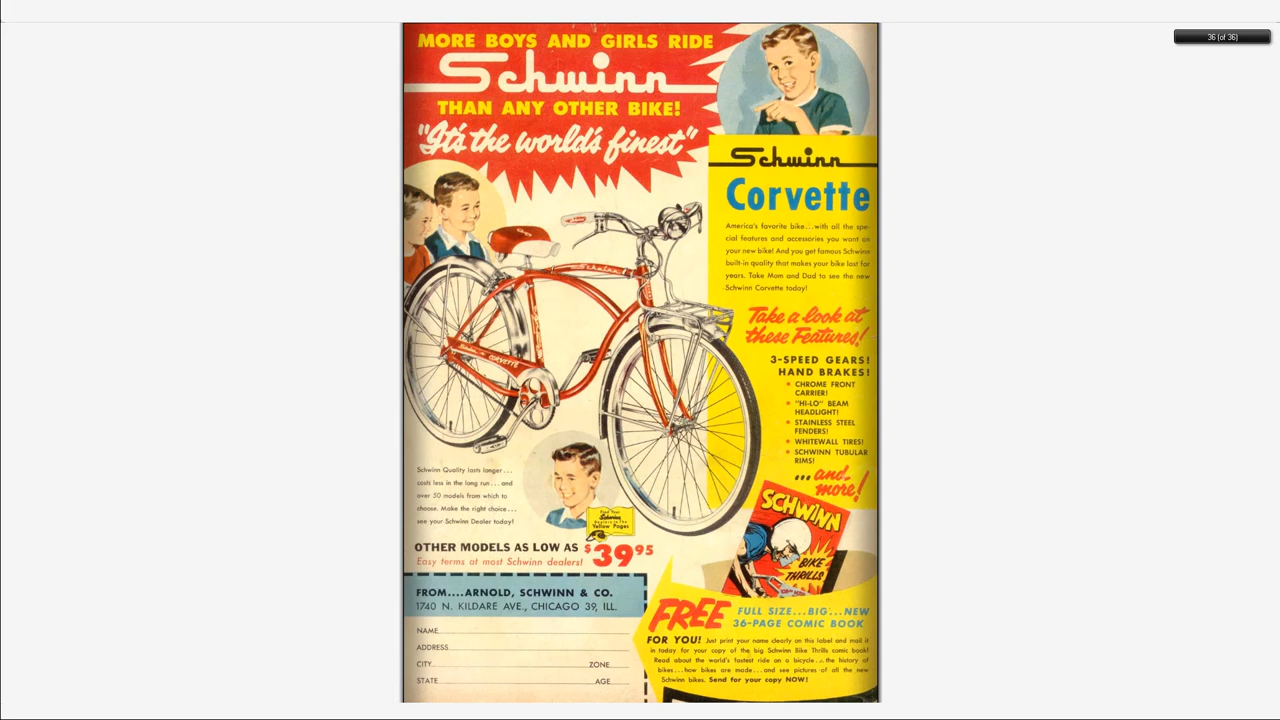 36 (of 36)
MORE BOYS AND GIRLS RIDE
Schwinn
THAN ANY OTHER BIKE!
"It's the world's finest"
Schwinn
Corvette
America's favorite bike... with all the spe-
cial features and accessories you want on
your new bike! And you get famous Schwinn
built-in quality that makes your bike last for
years. Take Mom and Dad to see the new
Schwinn Corvette today!
Take a look at
these Features!
3-SPEED GEARS!
HAND BRAKES!
• CHROME FRONT
CARRIER!
• "HI-LO" BEAM
HEADLIGHT!
• STAINLESS STEEL
FENDERS!
• WHITEWALL TIRES!
• SCHWINN TUBULAR
RIMS!
... and
more!
Schwinn
CORVETTE
Schwinn Quality lasts longer...
costs less in the long run... and
over 50 models from which to
choose. Make the right choice...
see your Schwinn Dealer today!
Find Your
Schwinn
Dealers in the
Yellow Pages
OTHER MODELS AS LOW AS $39.95
Easy terms at most Schwinn dealers!
SCHWINN
BIKE
THRILLS
FROM....ARNOLD, SCHWINN & CO.
1740 N. KILDARE AVE., CHICAGO 39, ILL.
NAME
ADDRESS
CITY ZONE
STATE AGE
FREE FULL SIZE...BIG...NEW
36-PAGE COMIC BOOK
FOR YOU! Just print your name clearly on this label and mail it
in today for your copy of the big Schwinn Bike Thrills comic book!
Read about the world's fastest ride on a bicycle... the history of
bikes... how bikes are made... and see pictures of all the new
Schwinn bikes. Send for your copy NOW!